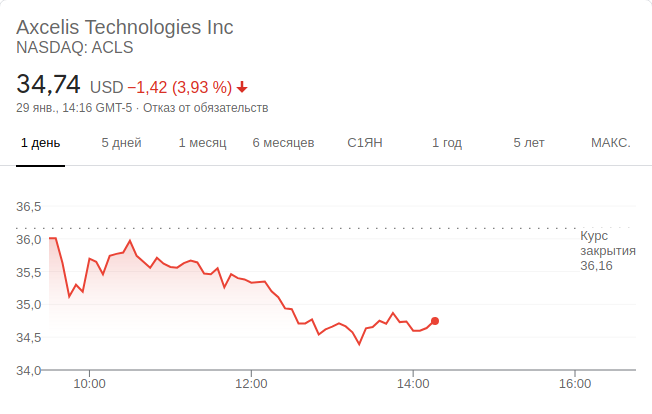 Axcelis Technologies Inc
NASDAQ: ACLS
34,74 USD −1,42 (3,93 %)
29 янв., 14:16 GMT-5 · Отказ от обязательств
1 день 5 дней 1 месяц 6 месяцев С1ЯН 1 год 5 лет МАКС.
36,5
36,0
35,5
35,0
34,5
34,0
Курс
закрытия
36,16
10:00 12:00 14:00 16:00